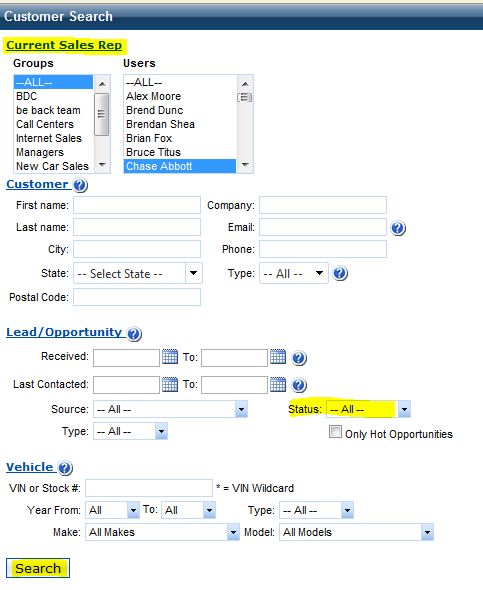 Customer Search
Current Sales Rep
Groups Users
--ALL-- --ALL--
BDC Alex Moore
be back team Brend Dunc
Call Centers Brendan Shea
Internet Sales Brian Fox
Managers Bruce Titus
New Car Sales Chase Abbott
Customer ?
First name: Company:
Last name: Email: ?
City: Phone:
State: -- Select State -- Type: -- All -- ?
Postal Code:
Lead/Opportunity ?
Received: To: ?
Last Contacted: To: ?
Source: -- All -- Status: -- All --
Type: -- All -- Only Hot Opportunities
Vehicle ?
VIN or Stock #: * = VIN Wildcard
Year From: All To: All Type: -- All --
Make: All Makes Model: All Models
Search